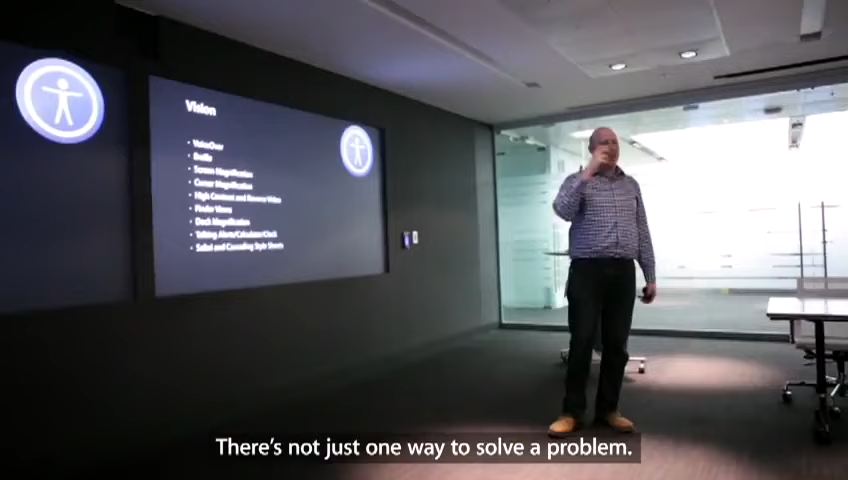 Vision
• VoiceOver
• Braille
• Screen Magnification
• Cursor Magnification
• High Contrast and Reverse Video
• Finder Views
• Dock Magnification
• Talking Alerts/Calculator/Clock
• Safari and Cascading Style Sheets
There's not just one way to solve a problem.